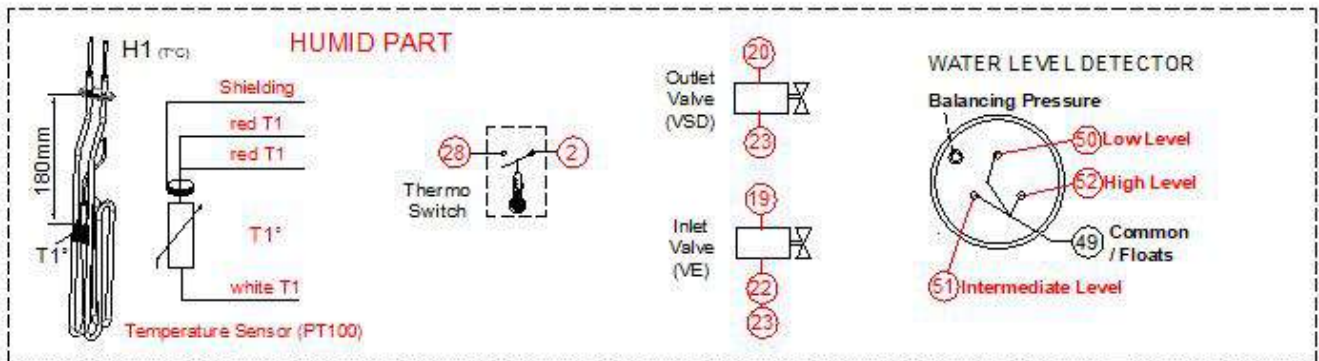 HUMID PART
H1 (T°C)
180mm
T1°
Shielding
red T1
red T1
T1°
white T1
Temperature Sensor (PT100)
28
2
Thermo
Switch
Outlet
Valve
(VSD)
20
23
Inlet
Valve
(VE)
19
22
23
WATER LEVEL DETECTOR
Balancing Pressure
50 Low Level
52 High Level
49 Common
/ Floats
51 Intermediate Level